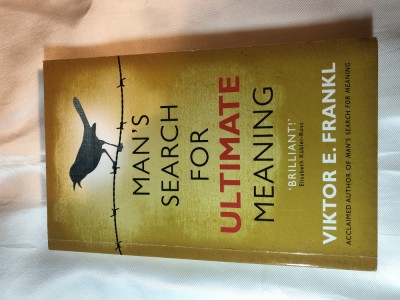 MAN'S
SEARCH
FOR
ULTIMATE
MEANING
'BRILLIANT!'
Elisabeth Kübler-Ross
VIKTOR E. FRANKL
ACCLAIMED AUTHOR OF MAN'S SEARCH FOR MEANING